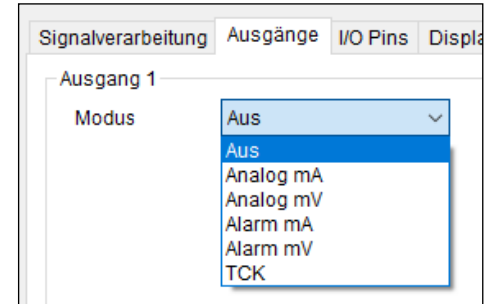 Signalverarbeitung Ausgänge I/O Pins
Ausgang 1
Modus Aus
Aus
Analog mA
Analog mV
Alarm mA
Alarm mV
TCK